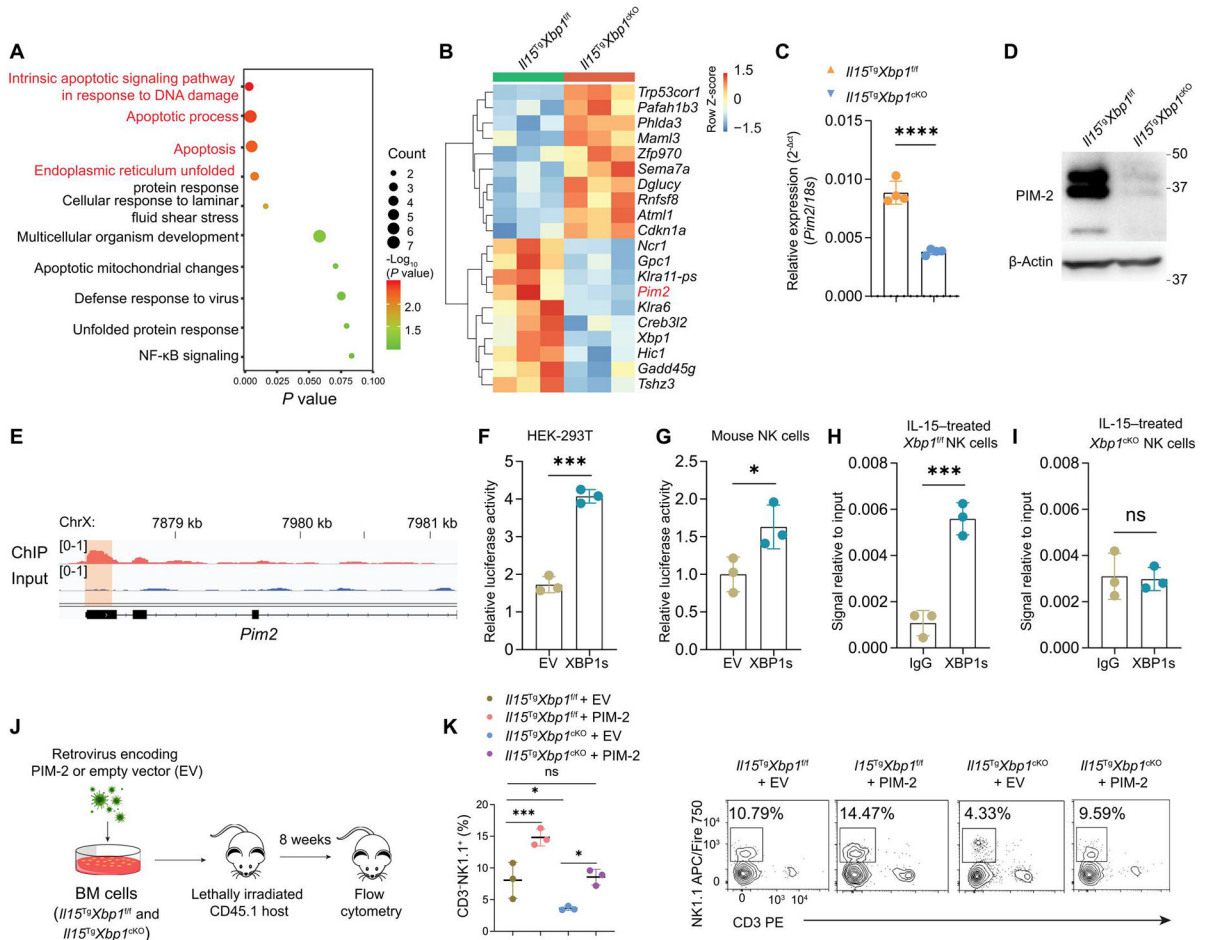 A
Intrinsic apoptotic signaling pathway
in response to DNA damage
Apoptotic process
Apoptosis
Endoplasmic reticulum unfolded
protein response
Cellular response to laminar
fluid shear stress
Multicellular organism development
Apoptotic mitochondrial changes
Defense response to virus
Unfolded protein response
NF-κB signaling
0.000 0.025 0.050 0.075 0.100
P value
Count
2
3
4
5
6
7
-Log10
(P value)
2.0
1.5
B
Il15TgXbp1f/f
Il15TgXbp1cKO
Trp53cor1
Pafah1b3
Phlda3
Maml3
Zfp970
Sema7a
Dglucy
Rnfsf8
Atml1
Cdkn1a
Ncr1
Gpc1
Klra11-ps
Pim2
Klra6
Creb3l2
Xbp1
Hic1
Gadd45g
Tshz3
Row Z-score
1.5
0
−1.5
C
Il15TgXbp1f/f
Il15TgXbp1cKO
Relative expression (2-Δct)
(Pim2/18s)
0.015
0.010
0.005
0.000
****
D
Il15TgXbp1f/f
Il15TgXbp1cKO
PIM-2
β-Actin
-50
-37
-37
E
ChrX:
7879 kb
7980 kb
7981 kb
ChIP
[0-1]
Input
[0-1]
Pim2
F
HEK-293T
***
Relative luciferase activity
5
4
3
2
1
0
EV XBP1s
G
Mouse NK cells
*
Relative luciferase activity
2.5
2.0
1.5
1.0
0.5
0.0
EV XBP1s
H
IL-15–treated
Xbp1f/f NK cells
***
Signal relative to input
0.008
0.006
0.004
0.002
0.000
IgG XBP1s
I
IL-15–treated
Xbp1cKO NK cells
ns
Signal relative to input
0.008
0.006
0.004
0.002
0.000
IgG XBP1s
J
Retrovirus encoding
PIM-2 or empty vector (EV)
BM cells
(Il15TgXbp1f/f and
Il15TgXbp1cKO)
Lethally irradiated
CD45.1 host
8 weeks
Flow
cytometry
K
Il15TgXbp1f/f + EV
Il15TgXbp1f/f + PIM-2
Il15TgXbp1cKO + EV
Il15TgXbp1cKO + PIM-2
ns
*
***
*
CD3-NK1.1+ (%)
20
15
10
5
0
Il15TgXbp1f/f
+ EV
Il15TgXbp1f/f
+ PIM-2
Il15TgXbp1cKO
+ EV
Il15TgXbp1cKO
+ PIM-2
10.79%
14.47%
4.33%
9.59%
NK1.1 APC/Fire 750
104
103
0
0 103 104
CD3 PE